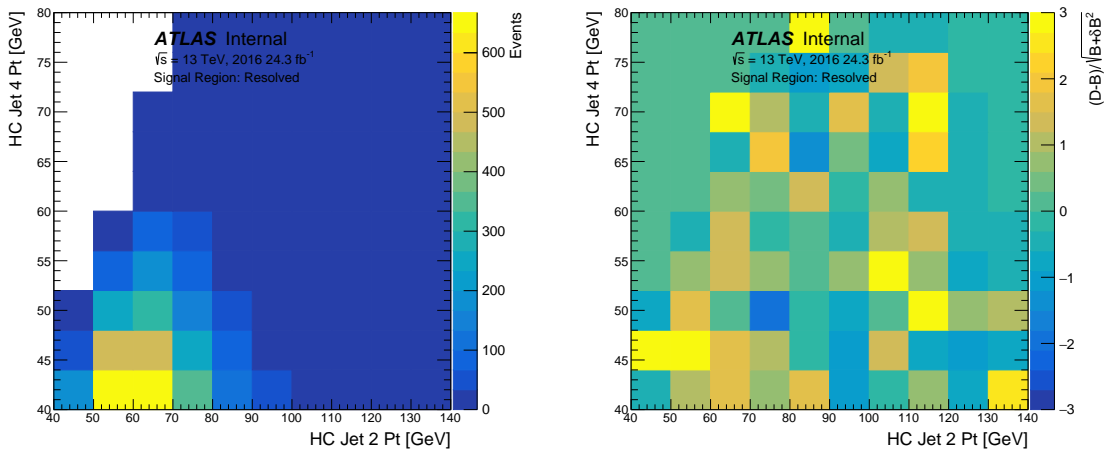 HC Jet 4 Pt [GeV]
80
75
70
65
60
55
50
45
40
ATLAS Internal
√s = 13 TeV, 2016 24.3 fb⁻¹
Signal Region: Resolved
40 50 60 70 80 90 100 110 120 130 140
HC Jet 2 Pt [GeV]
Events
600
500
400
300
200
100
0
HC Jet 4 Pt [GeV]
80
75
70
65
60
55
50
45
40
ATLAS Internal
√s = 13 TeV, 2016 24.3 fb⁻¹
Signal Region: Resolved
40 50 60 70 80 90 100 110 120 130 140
HC Jet 2 Pt [GeV]
(D-B)/√B+δB²
3
2
1
0
−1
−2
−3